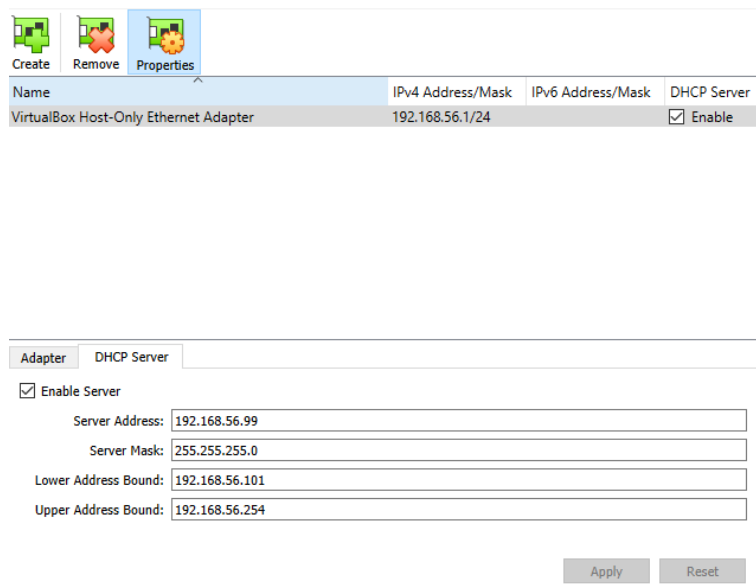 Create Remove Properties
Name IPv4 Address/Mask IPv6 Address/Mask DHCP Server
VirtualBox Host-Only Ethernet Adapter 192.168.56.1/24 Enable
Adapter DHCP Server
Enable Server
Server Address: 192.168.56.99
Server Mask: 255.255.255.0
Lower Address Bound: 192.168.56.101
Upper Address Bound: 192.168.56.254
Apply Reset